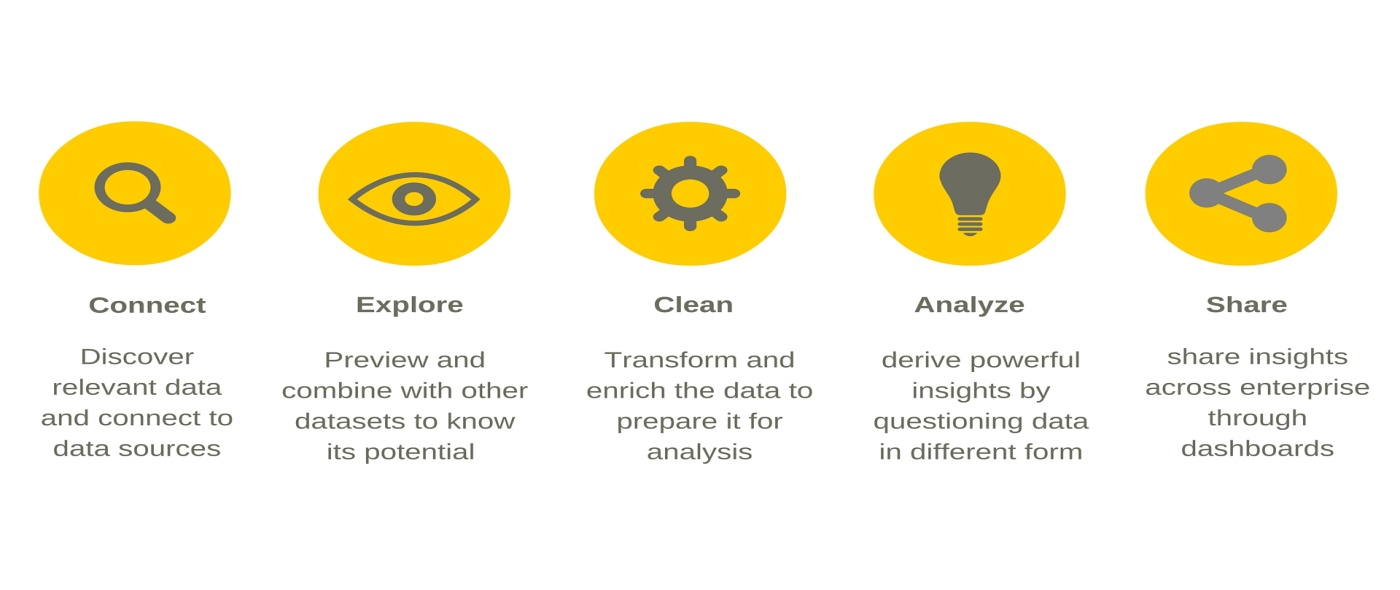 Connect
Discover
relevant data
and connect to
data sources
Explore
Preview and
combine with other
datasets to know
its potential
Clean
Transform and
enrich the data to
prepare it for
analysis
Analyze
derive powerful
insights by
questioning data
in different form
Share
share insights
across enterprise
through
dashboards